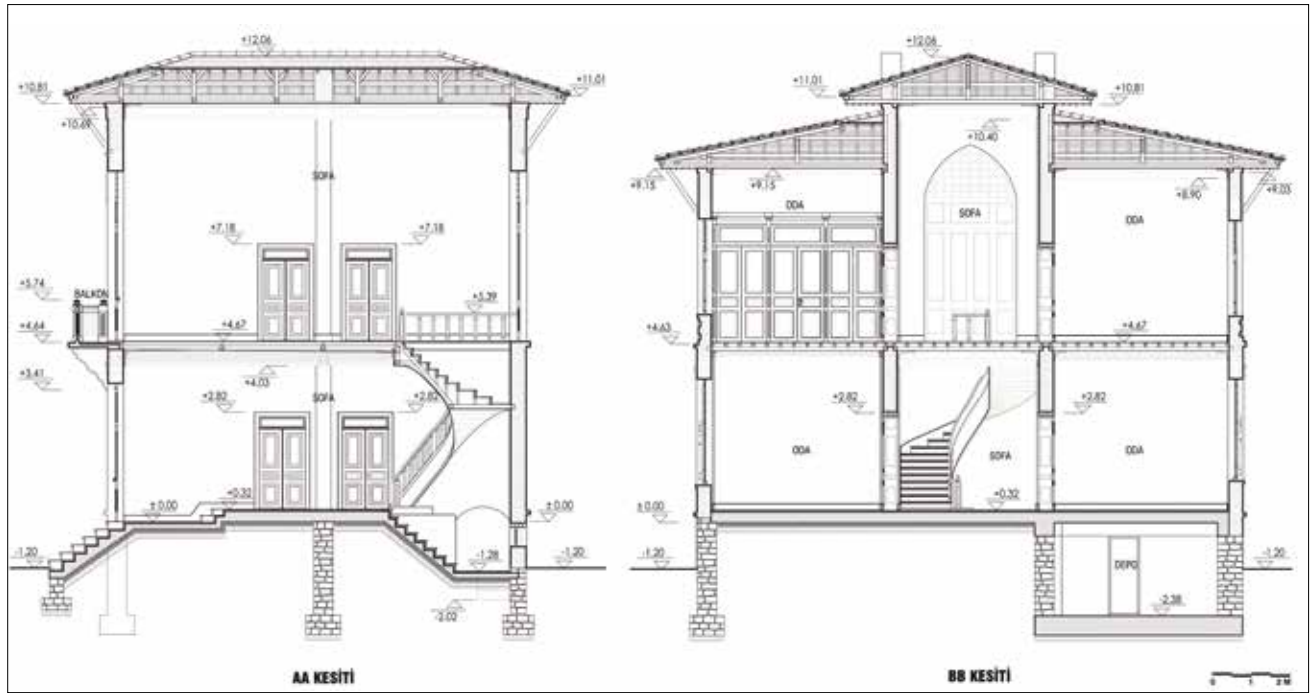 +12.06
+10.81
+11.01
+10.69
SOFA
+7.18
+7.18
+5.74
BALKON
+5.39
+4.64
+4.67
+3.41
+4.03
+2.82
SOFA
+2.82
+0.32
±0.00
±0.00
-1.20
-1.28
-1.20
-2.02
AA KESİTİ
+12.06
+11.01
+10.81
+10.40
+9.15
+9.15
+8.90
+9.03
ODA
SOFA
ODA
+4.63
+4.67
+2.82
+2.82
ODA
SOFA
ODA
±0.00
+0.32
-1.20
-1.20
DEPO
-2.38
BB KESİTİ
0 1 2 M